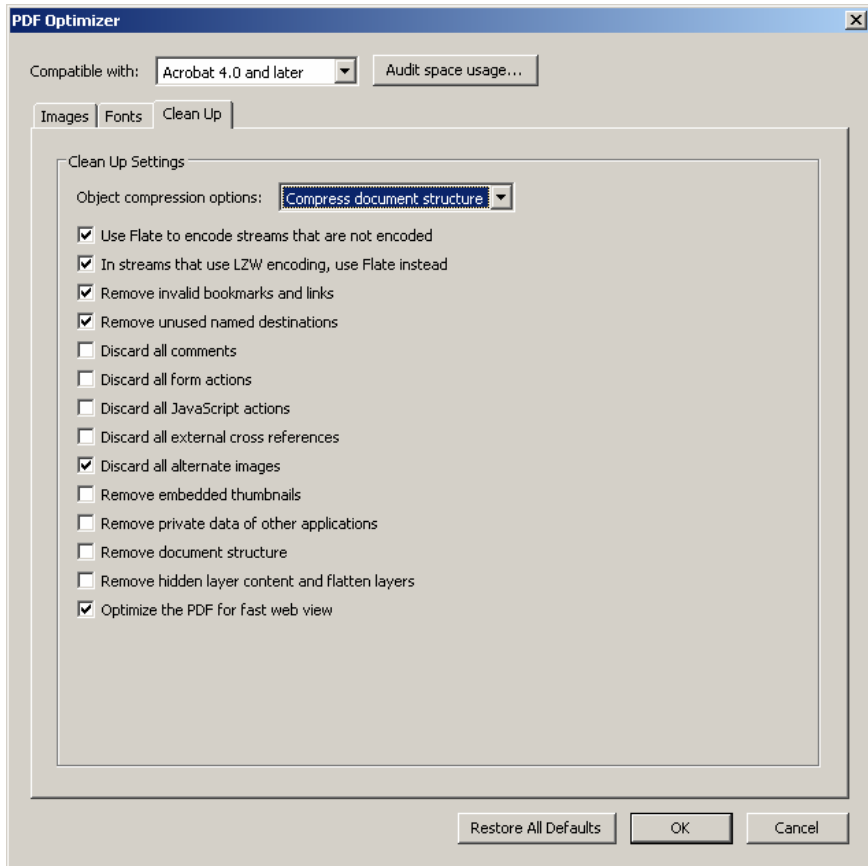 PDF Optimizer
Compatible with: Acrobat 4.0 and later Audit space usage...
Images Fonts Clean Up
Clean Up Settings
Object compression options: Compress document structure
Use Flate to encode streams that are not encoded
In streams that use LZW encoding, use Flate instead
Remove invalid bookmarks and links
Remove unused named destinations
Discard all comments
Discard all form actions
Discard all JavaScript actions
Discard all external cross references
Discard all alternate images
Remove embedded thumbnails
Remove private data of other applications
Remove document structure
Remove hidden layer content and flatten layers
Optimize the PDF for fast web view
Restore All Defaults OK Cancel